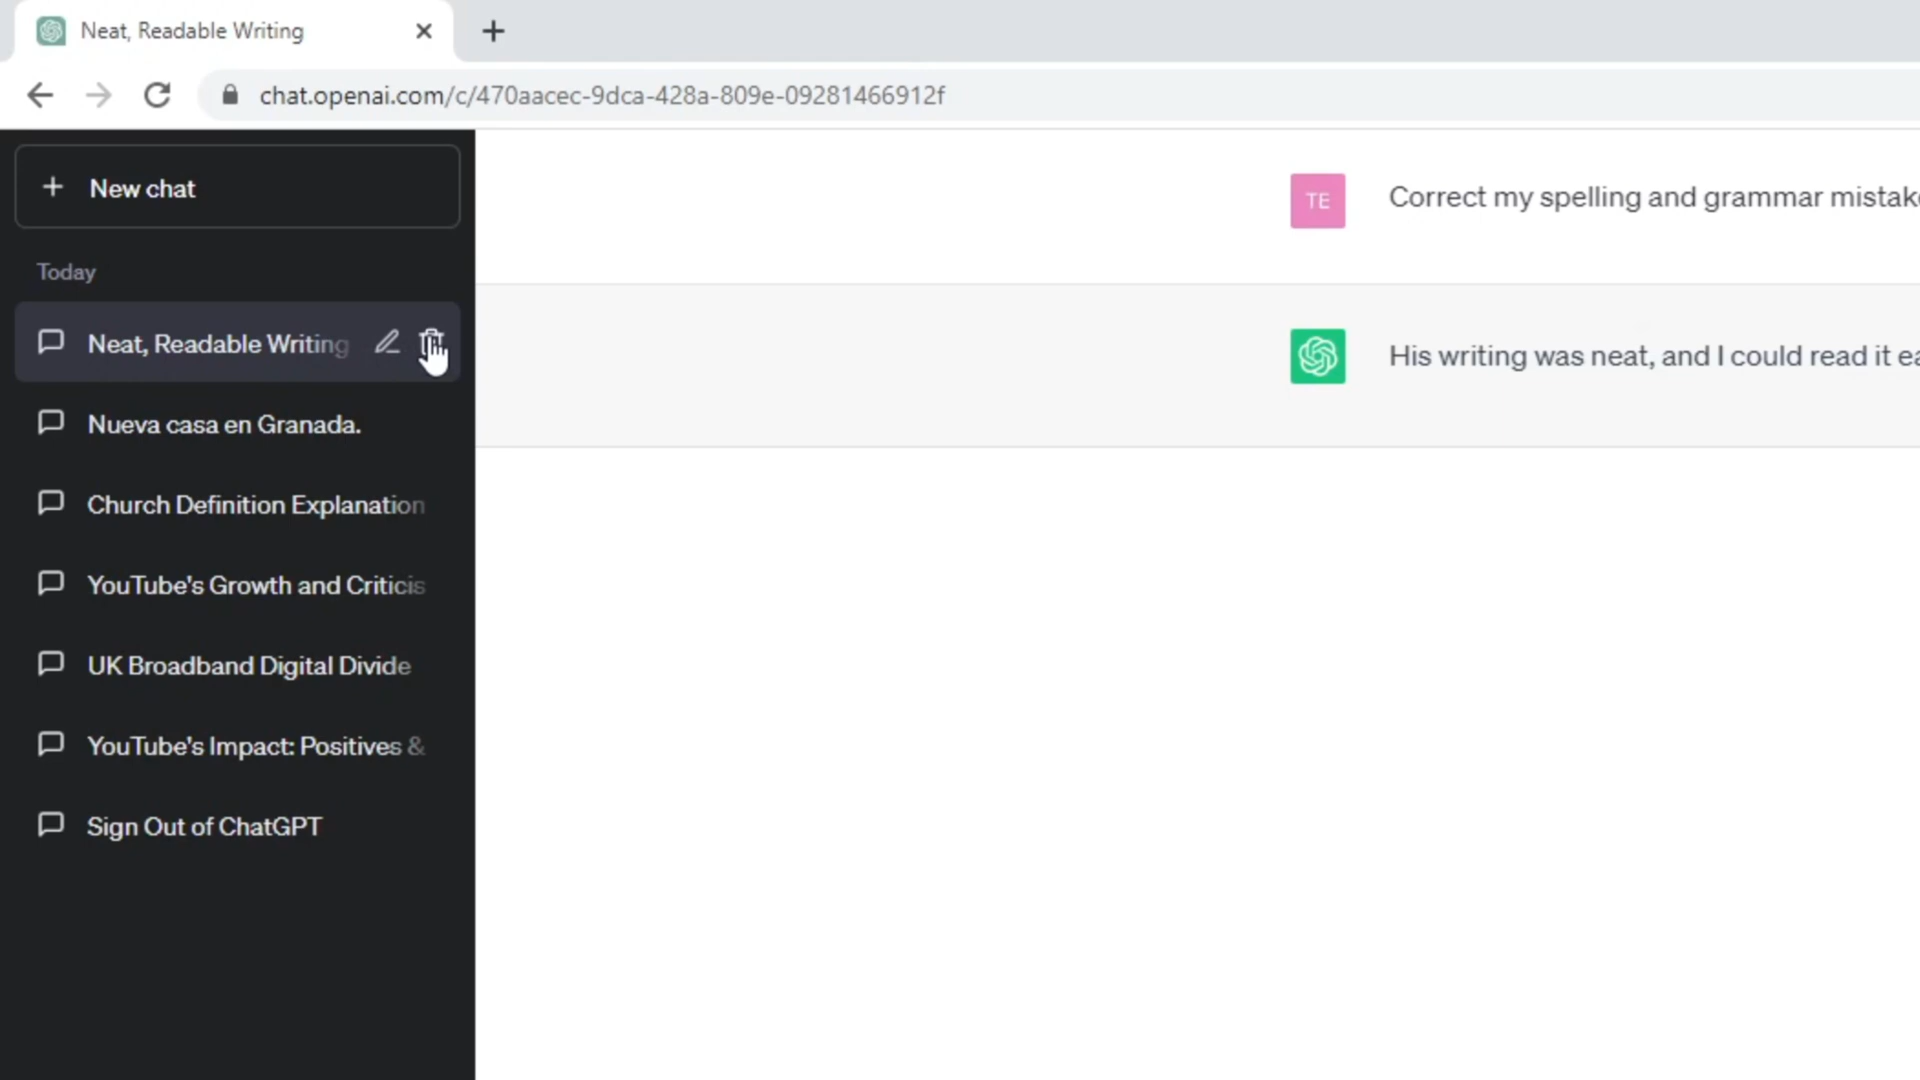 Neat, Readable Writing
chat.openai.com/c/470aacec-9dca-428a-809e-09281466912f
New chat
Today
Neat, Readable Writing
Nueva casa en Granada.
Church Definition Explanation
YouTube's Growth and Criticis
UK Broadband Digital Divide
YouTube's Impact: Positives &
Sign Out of ChatGPT
TE
Correct my spelling and grammar mistake
His writing was neat, and I could read it ea